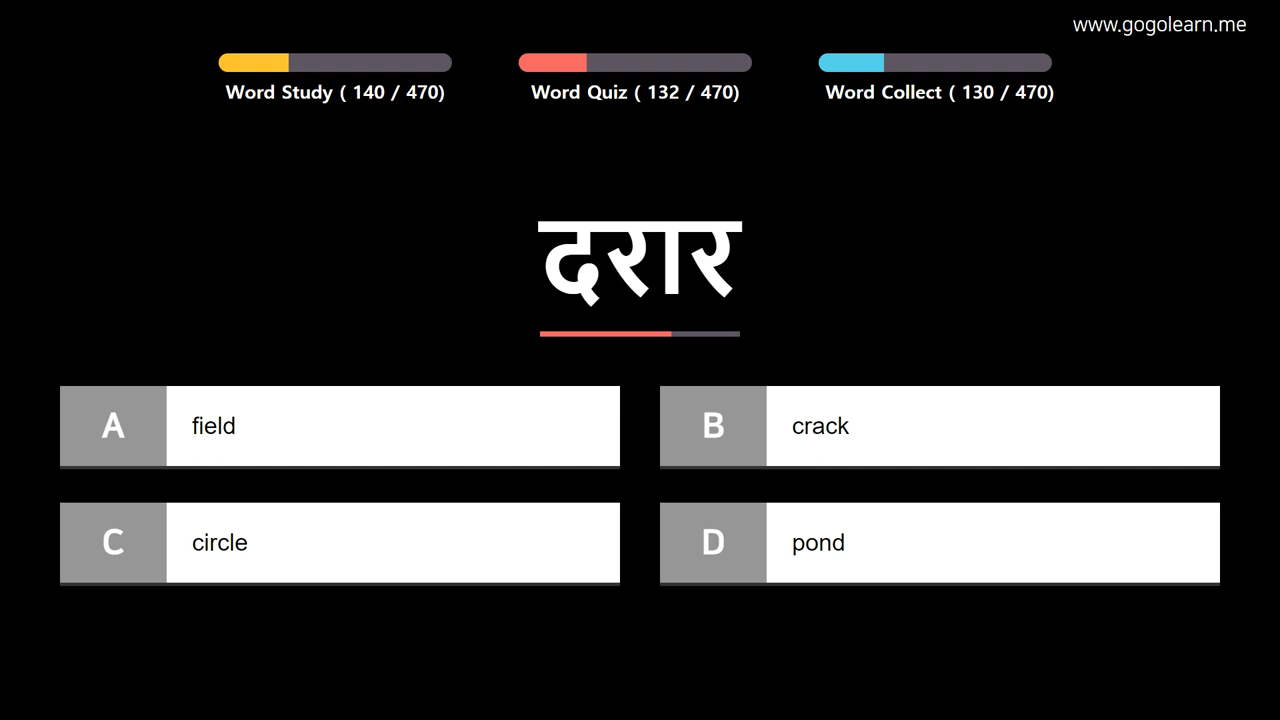 www.gogolearn.me
Word Study ( 140 / 470)
Word Quiz ( 132 / 470)
Word Collect ( 130 / 470)
दरार
A field
B crack
C circle
D pond